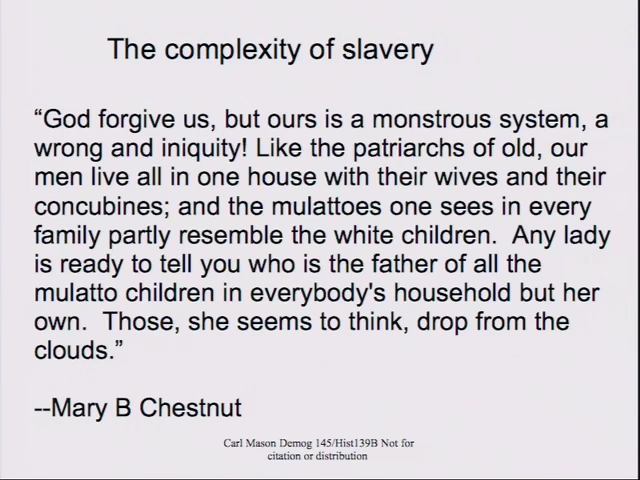 The complexity of slavery
“God forgive us, but ours is a monstrous system, a
wrong and iniquity! Like the patriarchs of old, our
men live all in one house with their wives and their
concubines; and the mulattoes one sees in every
family partly resemble the white children.  Any lady
is ready to tell you who is the father of all the
mulatto children in everybody's household but her
own.  Those, she seems to think, drop from the
clouds.”
--Mary B Chestnut
Carl Mason Demog 145/Hist139B Not for
citation or distribution